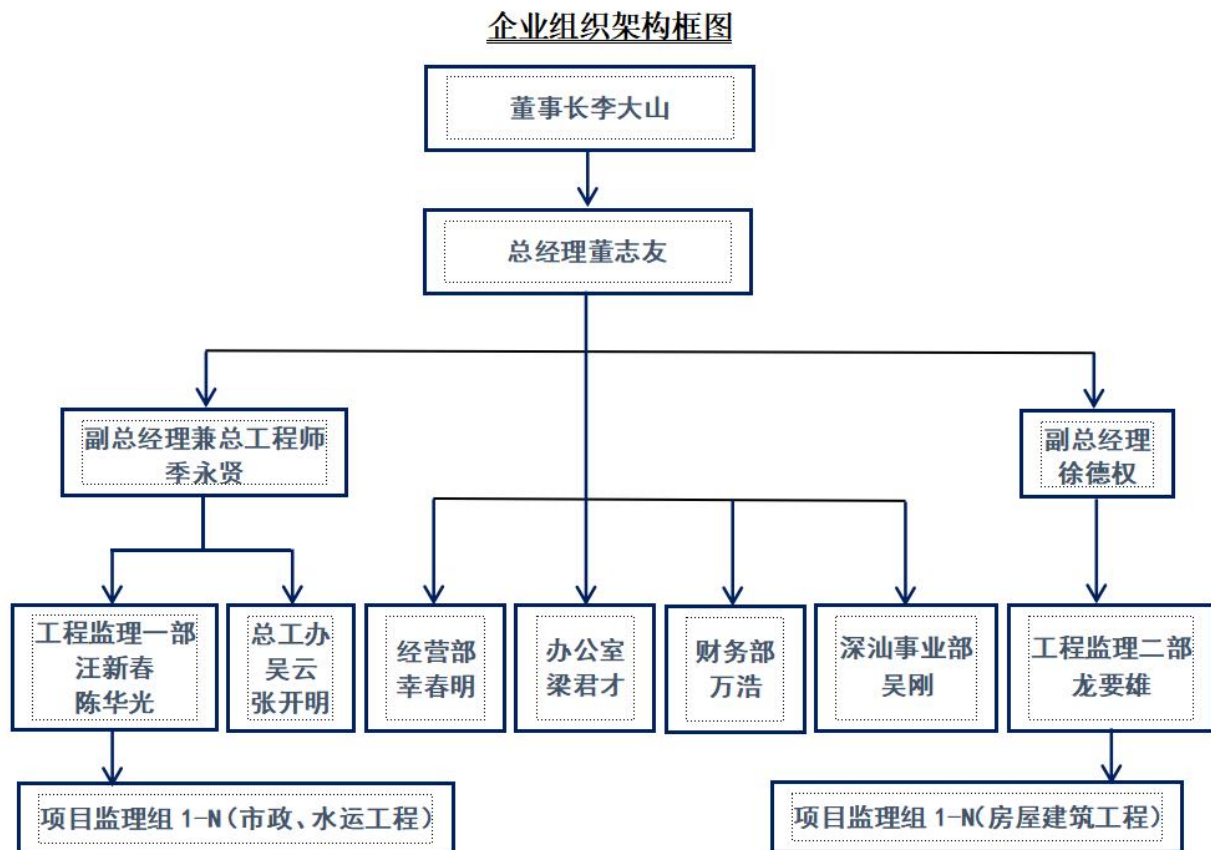 企业组织架构框图
董事长李大山
总经理董志友
副总经理兼总工程师
季永贤
副总经理
徐德权
工程监理一部
汪新春
陈华光
总工办
吴云
张开明
经营部
幸春明
办公室
梁君才
财务部
万浩
深汕事业部
吴刚
工程监理二部
龙要雄
项目监理组 1-N（市政、水运工程）
项目监理组 1-N（房屋建筑工程）